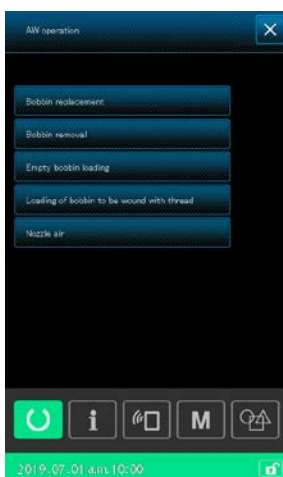 AW operation
Bobbin replacement
Bobbin removal
Empty bobbin loading
Loading of bobbin to be wound with thread
Nozzle air
i
M
2019.07.01 a.m.10:00